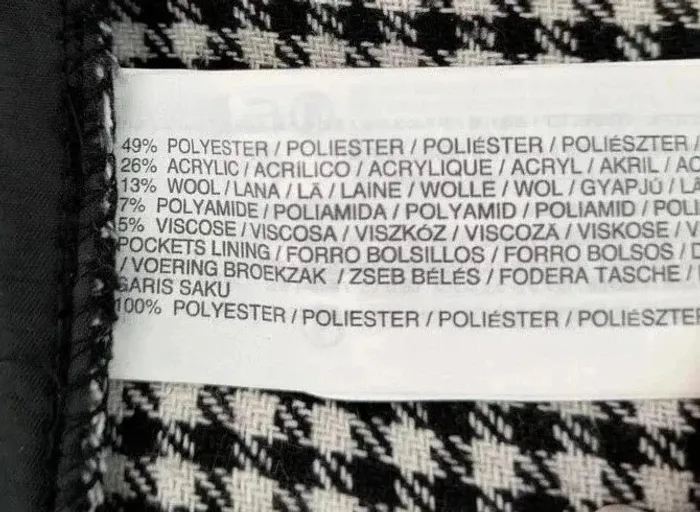 49% POLYESTER / POLIESTER / POLIÉSTER / POLIÉSZTER /
26% ACRYLIC / ACRÍLICO / ACRYLIQUE / ACRYL / AKRIL / AC
13% WOOL / LANA / LÃ / LAINE / WOLLE / WOL / GYAPJÚ / L
7% POLYAMIDE / POLIAMIDA / POLYAMID / POLIAMID / POLI
5% VISCOSE / VISCOSA / VISZKÓZ / VISCOZĂ / VISKOSE / V
POCKETS LINING / FORRO BOLSILLOS / FORRO BOLSOS /
/ VOERING BROEKZAK / ZSEB BÉLÉS / FODERA TASCHE /
GARIS SAKU
100% POLYESTER / POLIESTER / POLIÉSTER / POLIÉSZTER